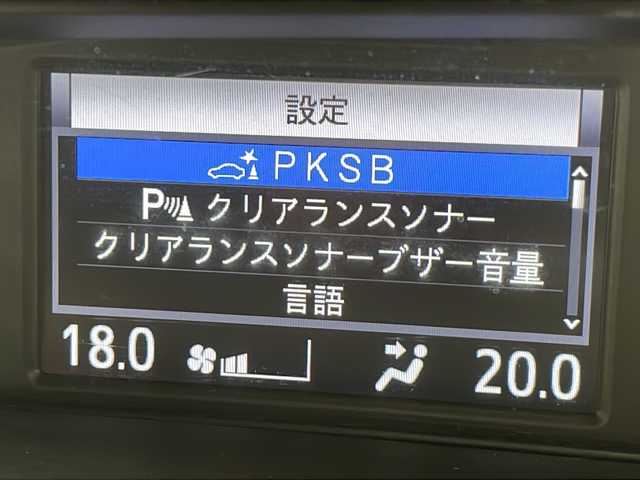 設定
PKSB
P クリアランスソナー
クリアランスソナーブザー音量
言語
18.0 20.0